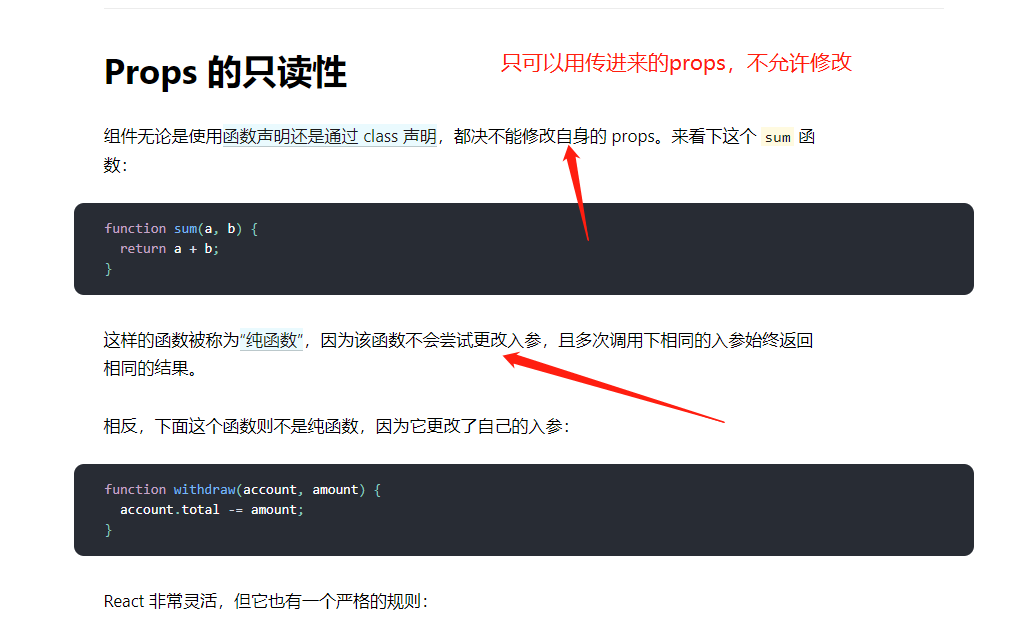 Props 的只读性
只可以用传进来的props，不允许修改
组件无论是使用函数声明还是通过 class 声明，都决不能修改自身的 props。来看下这个 sum 函
数：
function sum(a, b) {
  return a + b;
}
这样的函数被称为“纯函数”，因为该函数不会尝试更改入参，且多次调用下相同的入参始终返回
相同的结果。
相反，下面这个函数则不是纯函数，因为它更改了自己的入参：
function withdraw(account, amount) {
  account.total -= amount;
}
React 非常灵活，但它也有一个严格的规则：